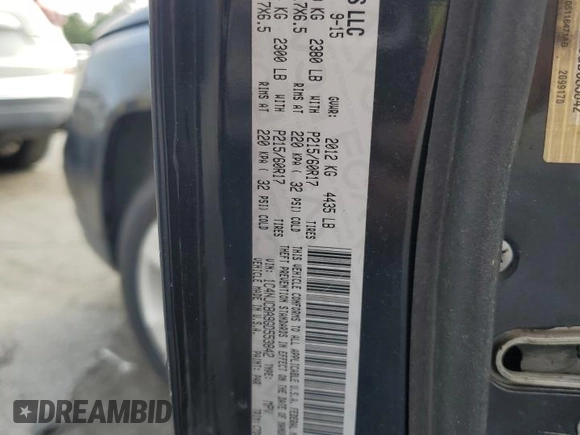 S LLC
9-15
GVWR: 2012 KG 4435 LB
KG 2380 LB WITH P215/60R17 TIRES
7X6.5 RIMS AT 220 KPA ( 32 PSI) COLD
KG 2300 LB WITH P215/60R17 TIRES
7X6.5 RIMS AT 220 KPA ( 32 PSI) COLD
THIS VEHICLE CONFORMS TO ALL APPLICABLE U.S.A. FEDERAL
THEFT PREVENTION STANDARDS IN EFFECT ON THE DATE OF
VIN:
MADE IN U.S.A. PAINT:
209917D
DREAMBID